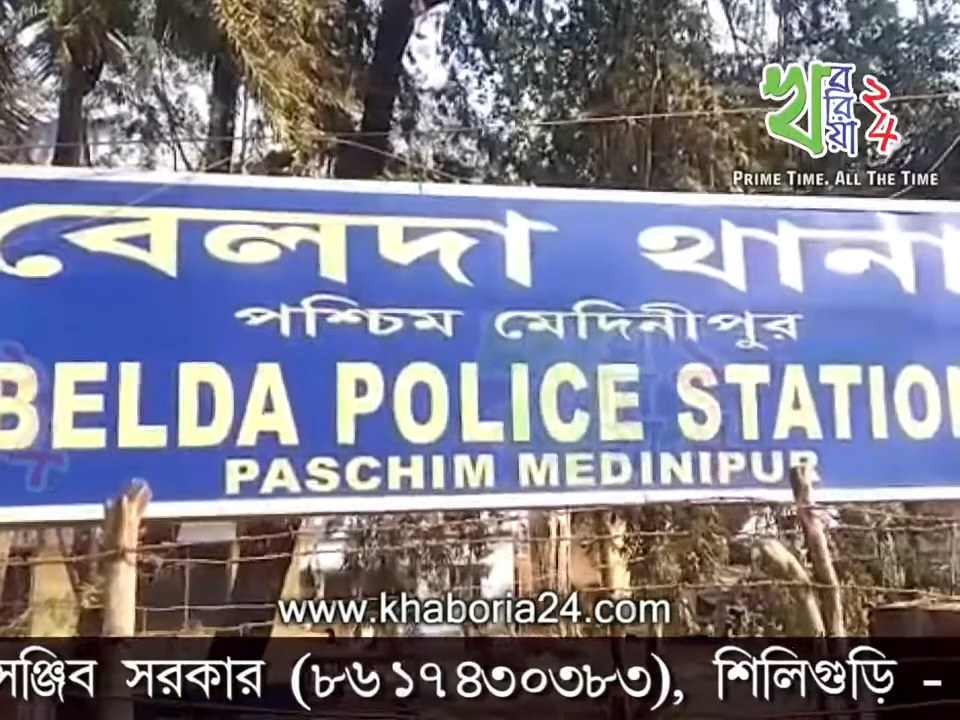 খবরিয়া 24
PRIME TIME. ALL THE TIME
বেলদা থানা
পশ্চিম মেদিনীপুর
BELDA POLICE STATION
PASCHIM MEDINIPUR
www.khaboria24.com
সঞ্জিব সরকার (৮৬১৭৪৩০৩৮৩), শিলিগুড়ি -